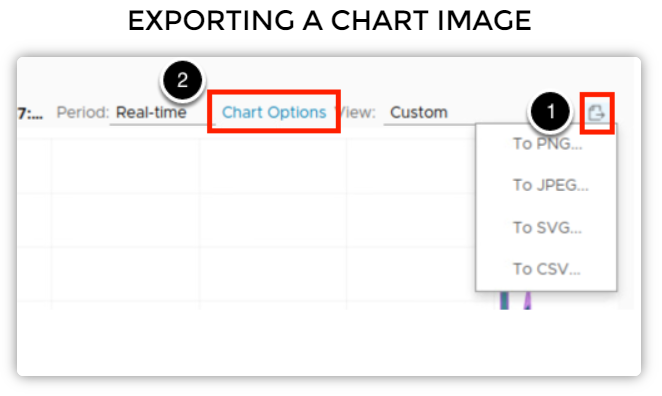 EXPORTING A CHART IMAGE
2
7:... Period: Real-time Chart Options View: Custom 1
To PNG...
To JPEG...
To SVG...
To CSV...